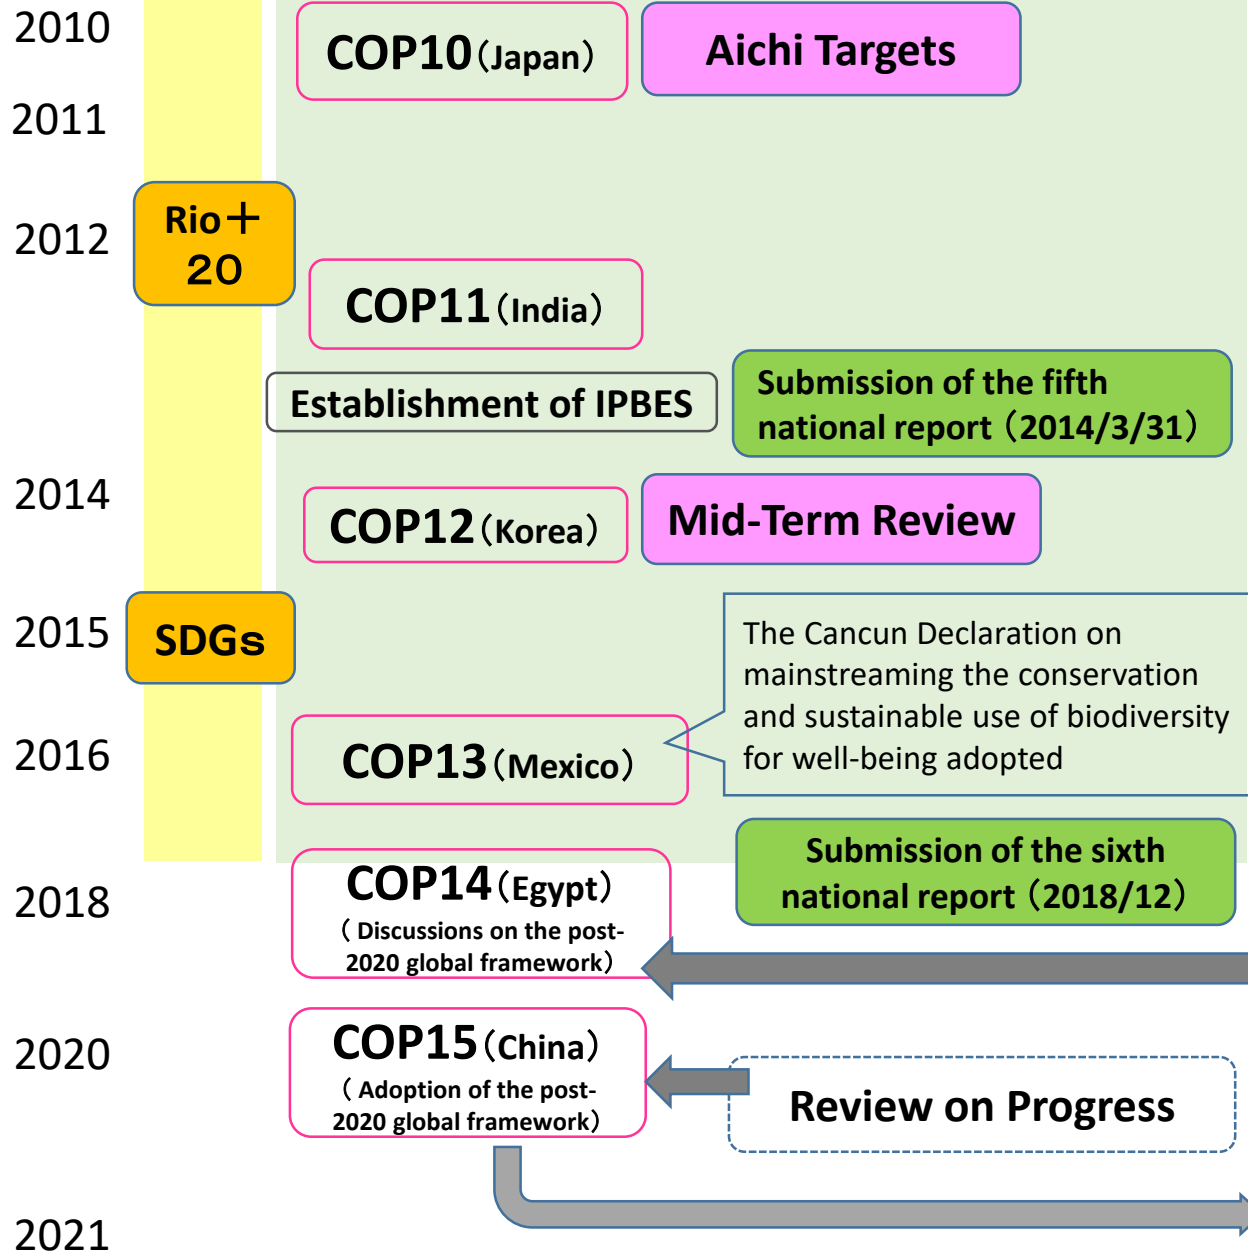 2010
COP10（Japan）
Aichi Targets
2011
Rio＋
20
2012
COP11（India）
Establishment of IPBES
Submission of the fifth
national report（2014/3/31）
2014
COP12（Korea）
Mid-Term Review
2015
SDGs
The Cancun Declaration on
mainstreaming the conservation
and sustainable use of biodiversity
for well-being adopted
2016
COP13（Mexico）
Submission of the sixth
national report（2018/12）
2018
COP14（Egypt）
（ Discussions on the post-
2020 global framework）
2020
COP15（China）
（ Adoption of the post-
2020 global framework）
Review on Progress
2021